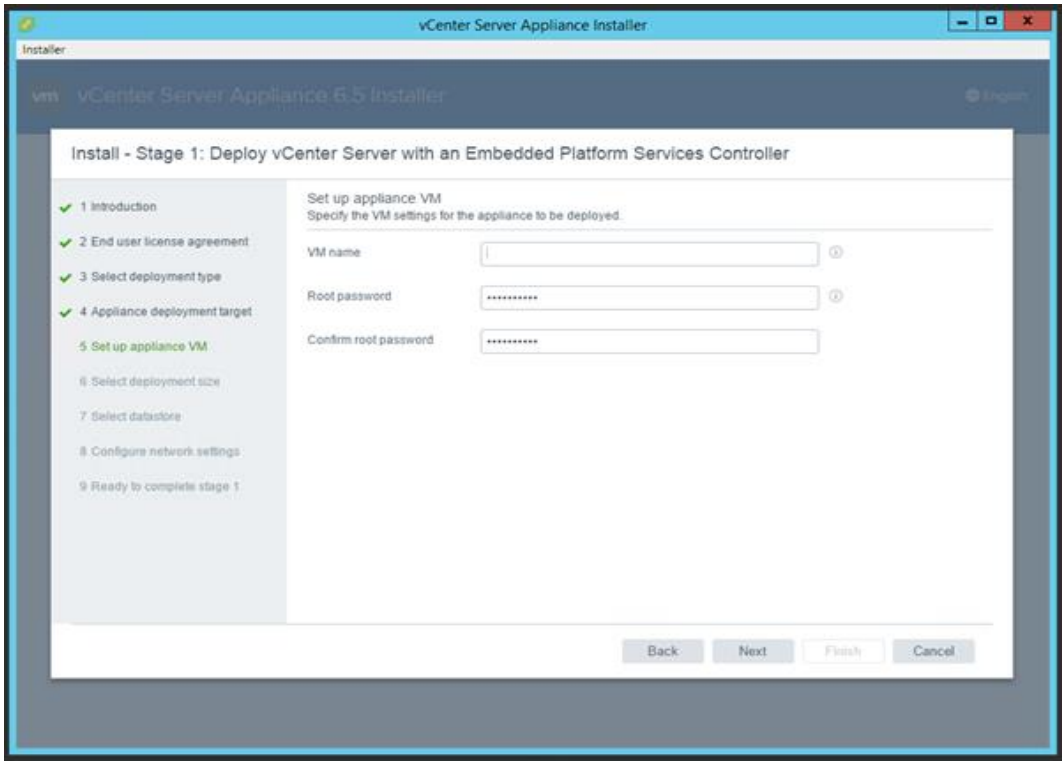 vCenter Server Appliance Installer
Installer
vm vCenter Server Appliance 6.5 Installer
English
Install - Stage 1: Deploy vCenter Server with an Embedded Platform Services Controller
1 Introduction
2 End user license agreement
3 Select deployment type
4 Appliance deployment target
5 Set up appliance VM
6 Select deployment size
7 Select datastore
8 Configure network settings
9 Ready to complete stage 1
Set up appliance VM
Specify the VM settings for the appliance to be deployed.
VM name
Root password
••••••••••
Confirm root password
••••••••••
Back
Next
Finish
Cancel